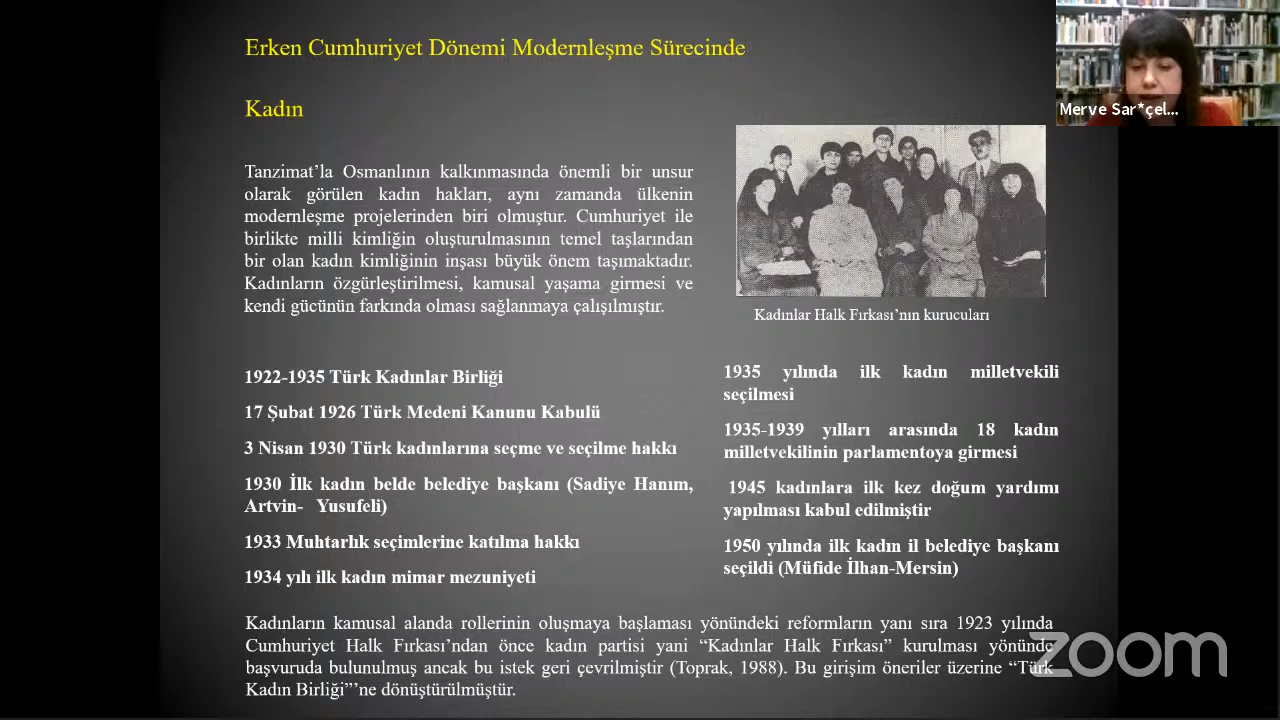 Erken Cumhuriyet Dönemi Modernleşme Sürecinde
Kadın
Tanzimat’la Osmanlının kalkınmasında önemli bir unsur
olarak görülen kadın hakları, aynı zamanda ülkenin
modernleşme projelerinden biri olmuştur. Cumhuriyet ile
birlikte milli kimliğin oluşturulmasının temel taşlarından
bir olan kadın kimliğinin inşası büyük önem taşımaktadır.
Kadınların özgürleştirilmesi, kamusal yaşama girmesi ve
kendi gücünün farkında olması sağlanmaya çalışılmıştır.
Merve Sar*çel...
Kadınlar Halk Fırkası’nın kurucuları
1922-1935 Türk Kadınlar Birliği
17 Şubat 1926 Türk Medeni Kanunu Kabulü
3 Nisan 1930 Türk kadınlarına seçme ve seçilme hakkı
1930 İlk kadın belde belediye başkanı (Sadiye Hanım,
Artvin- Yusufeli)
1933 Muhtarlık seçimlerine katılma hakkı
1934 yılı ilk kadın mimar mezuniyeti
1935 yılında ilk kadın milletvekili
seçilmesi
1935-1939 yılları arasında 18 kadın
milletvekilinin parlamentoya girmesi
1945 kadınlara ilk kez doğum yardımı
yapılması kabul edilmiştir
1950 yılında ilk kadın il belediye başkanı
seçildi (Müfide İlhan-Mersin)
Kadınların kamusal alanda rollerinin oluşmaya başlaması yönündeki reformların yanı sıra 1923 yılında
Cumhuriyet Halk Fırkası’ndan önce kadın partisi yani “Kadınlar Halk Fırkası” kurulması yönünde
başvuruda bulunulmuş ancak bu istek geri çevrilmiştir (Toprak, 1988). Bu girişim öneriler üzerine “Türk
Kadın Birliği”’ne dönüştürülmüştür.
zoom